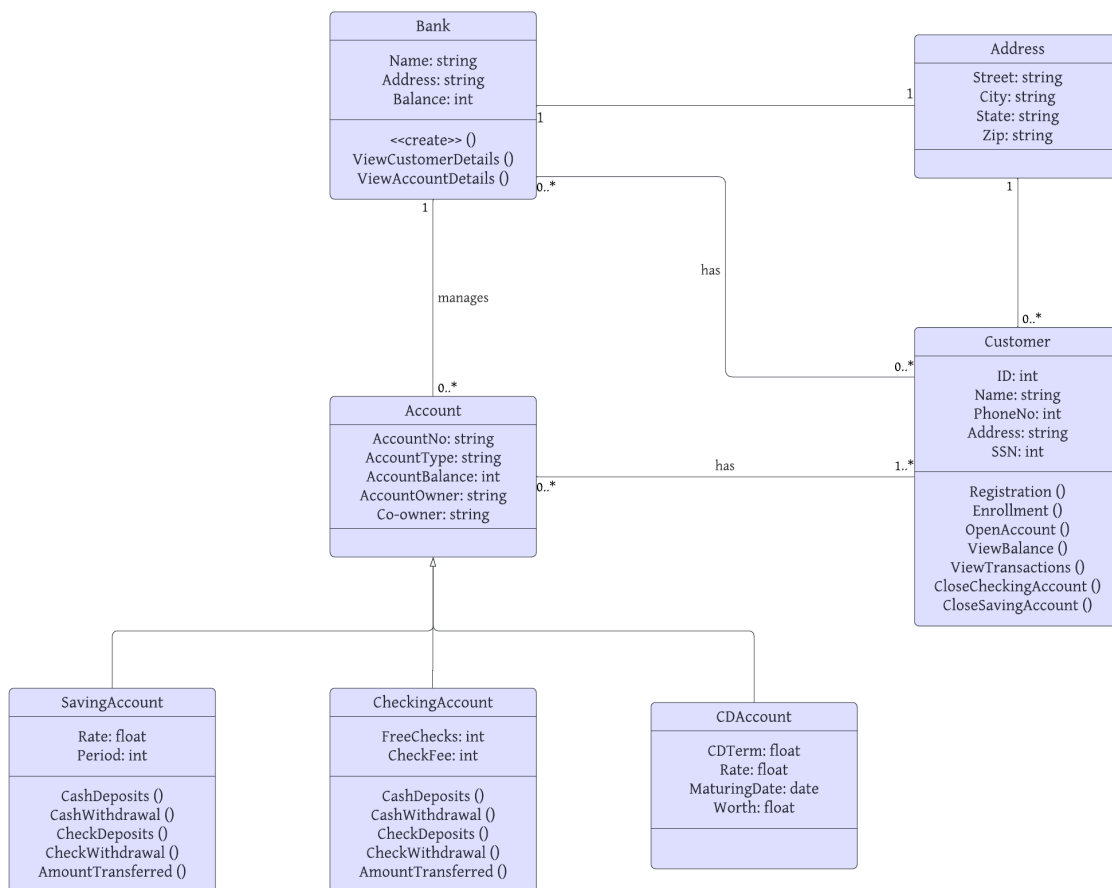 Bank
Name: string
Address: string
Balance: int
<<create>> ()
ViewCustomerDetails ()
ViewAccountDetails ()
Address
Street: string
City: string
State: string
Zip: string
1
1
0..*
1
1
has
manages
0..*
0..*
0..*
Customer
ID: int
Name: string
PhoneNo: int
Address: string
SSN: int
Registration ()
Enrollment ()
OpenAccount ()
ViewBalance ()
ViewTransactions ()
CloseCheckingAccount ()
CloseSavingAccount ()
Account
AccountNo: string
AccountType: string
AccountBalance: int
AccountOwner: string
Co-owner: string
has
1..*
0..*
SavingAccount
Rate: float
Period: int
CashDeposits ()
CashWithdrawal ()
CheckDeposits ()
CheckWithdrawal ()
AmountTransferred ()
CheckingAccount
FreeChecks: int
CheckFee: int
CashDeposits ()
CashWithdrawal ()
CheckDeposits ()
CheckWithdrawal ()
AmountTransferred ()
CDAccount
CDTerm: float
Rate: float
MaturingDate: date
Worth: float